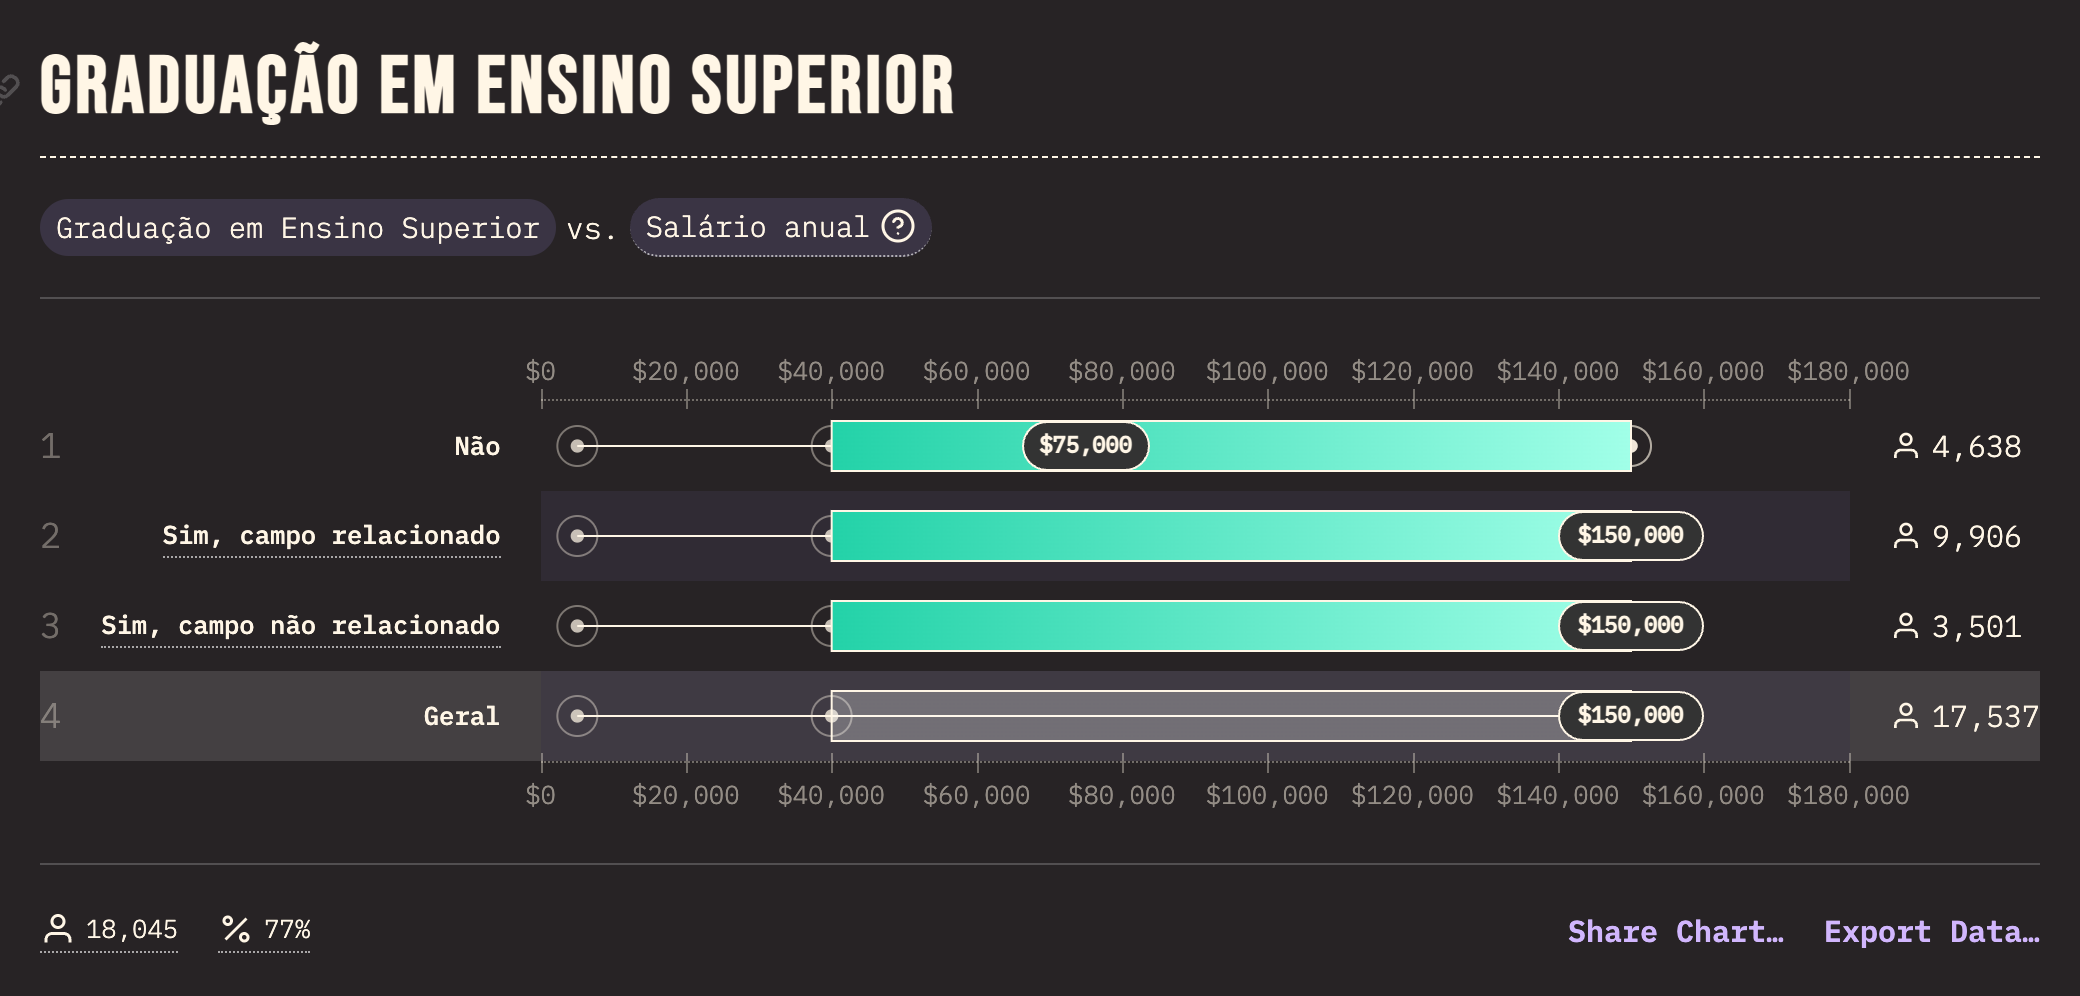 GRADUAÇÃO EM ENSINO SUPERIOR
Graduação em Ensino Superior vs. Salário anual ?
$0 $20,000 $40,000 $60,000 $80,000 $100,000 $120,000 $140,000 $160,000 $180,000
1 Não $75,000 4,638
2 Sim, campo relacionado $150,000 9,906
3 Sim, campo não relacionado $150,000 3,501
4 Geral $150,000 17,537
$0 $20,000 $40,000 $60,000 $80,000 $100,000 $120,000 $140,000 $160,000 $180,000
18,045 % 77% Share Chart… Export Data…